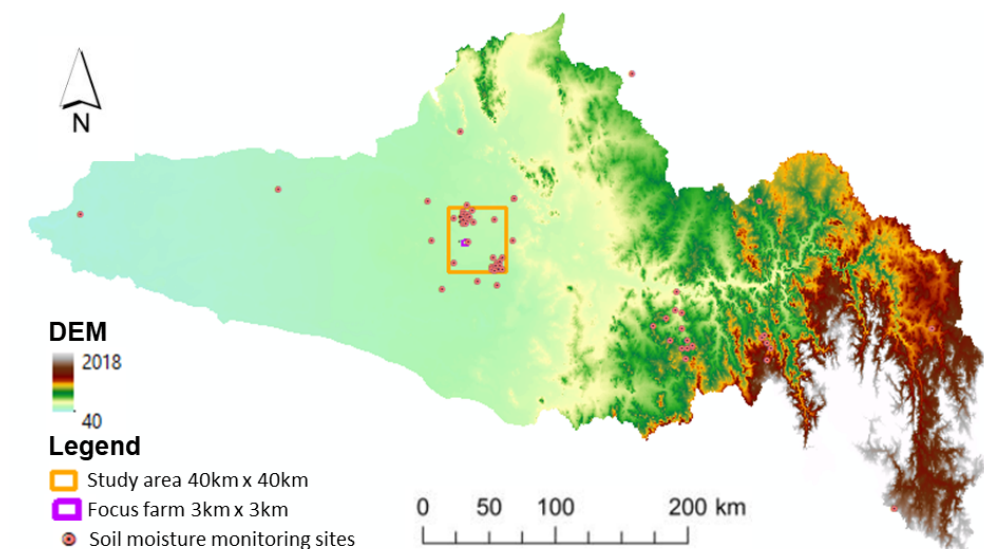 N
DEM
2018
40
Legend
Study area 40km x 40km
Focus farm 3km x 3km
Soil moisture monitoring sites
0 50 100 200 km